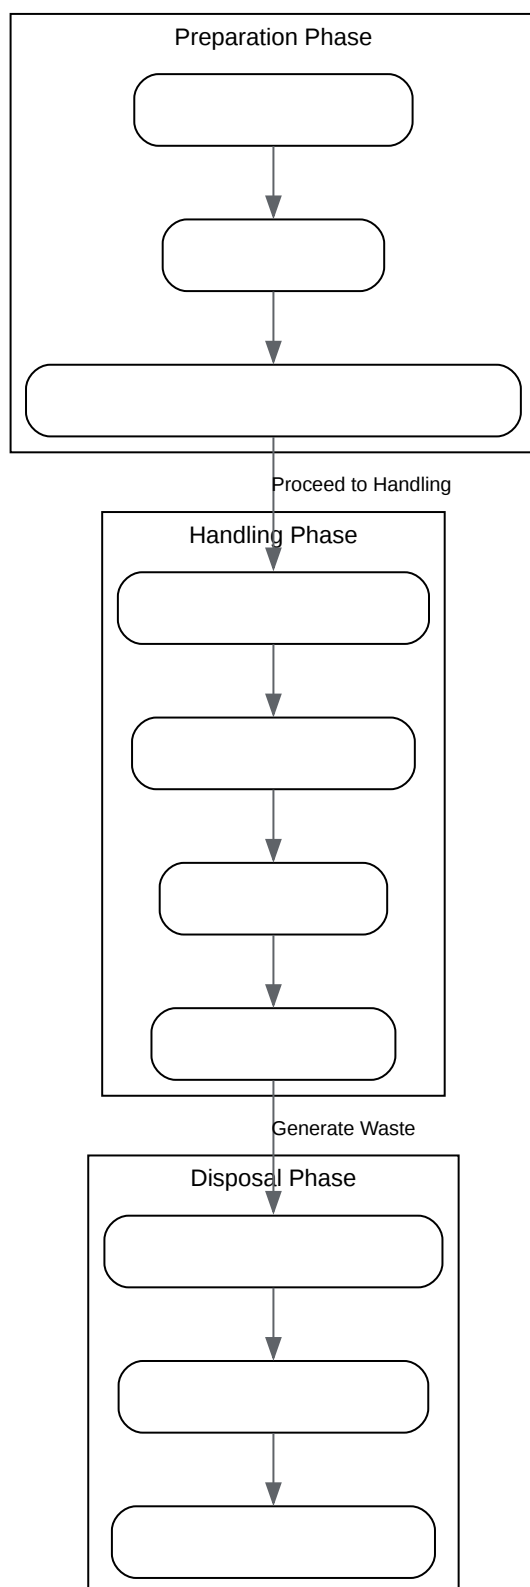 Preparation Phase
Proceed to Handling
Handling Phase
Generate Waste
Disposal Phase